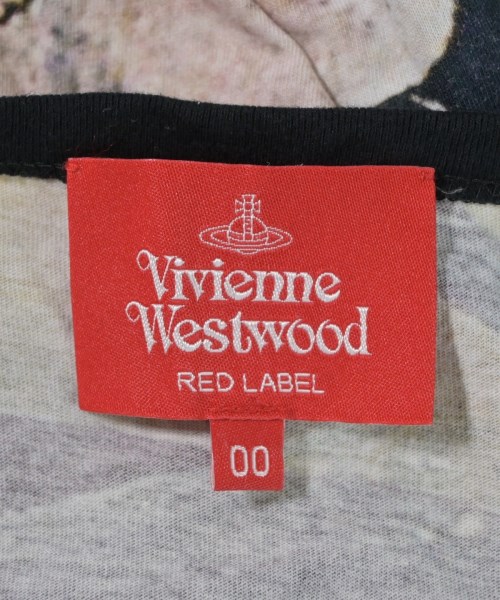 Vivienne
Westwood
RED LABEL
00